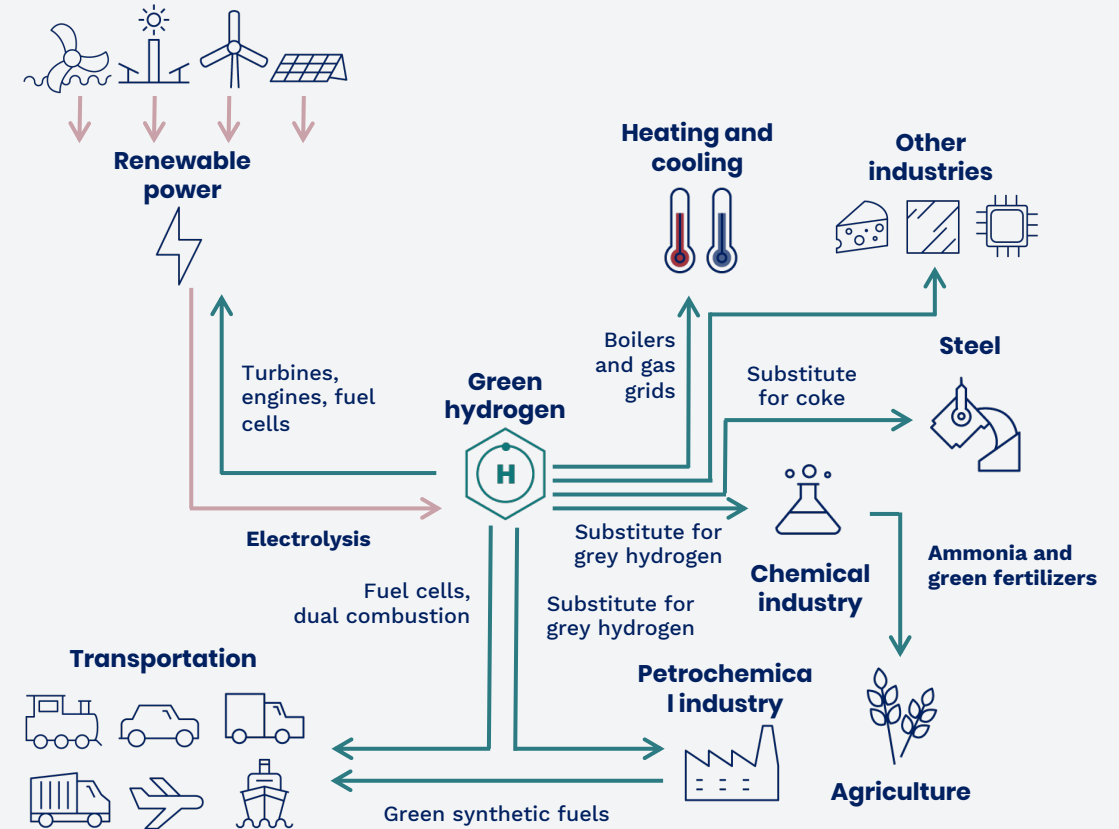 Renewable
power
Heating and
cooling
Other
industries
Turbines,
engines, fuel
cells
Green
hydrogen
H
Boilers
and gas
grids
Substitute
for coke
Steel
Electrolysis
Substitute for
grey hydrogen
Chemical
industry
Ammonia and
green fertilizers
Fuel cells,
dual combustion
Substitute for
grey hydrogen
Transportation
Petrochemica
l industry
Agriculture
Green synthetic fuels